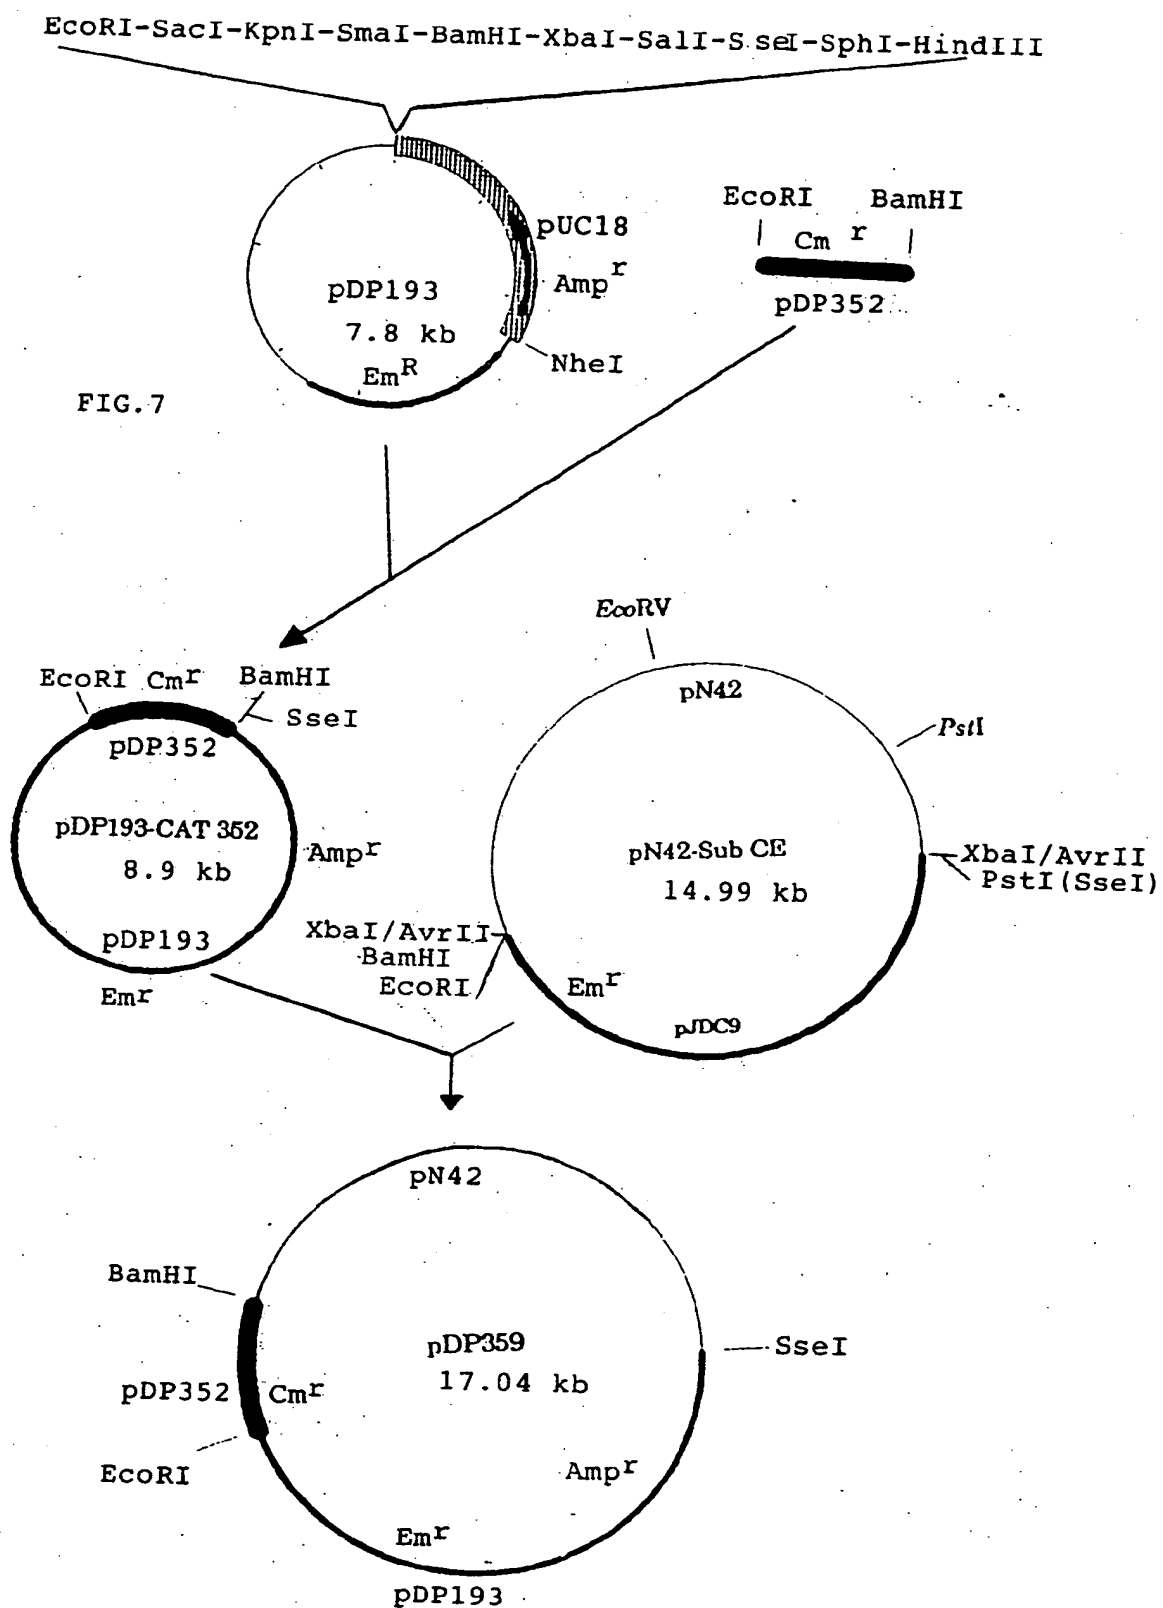 EcoRI-SacI-KpnI-SmaI-BamHI-XbaI-SalI-SseI-SphI-HindIII
pUC18
Amp r
pDP193
7.8 kb
Em R
NheI
EcoRI BamHI
Cm r
pDP352
FIG.7
EcoRI Cm r BamHI
SseI
pDP352
pDP193-CAT 352
8.9 kb
Amp r
pDP193
Em r
EcoRV
pN42
PstI
pN42-Sub CE
14.99 kb
XbaI/AvrII
PstI(SseI)
XbaI/AvrII
BamHI
EcoRI
Em r
pJDC9
pN42
BamHI
pDP359
17.04 kb
SseI
pDP352 Cm r
EcoRI
Amp r
Em r
pDP193